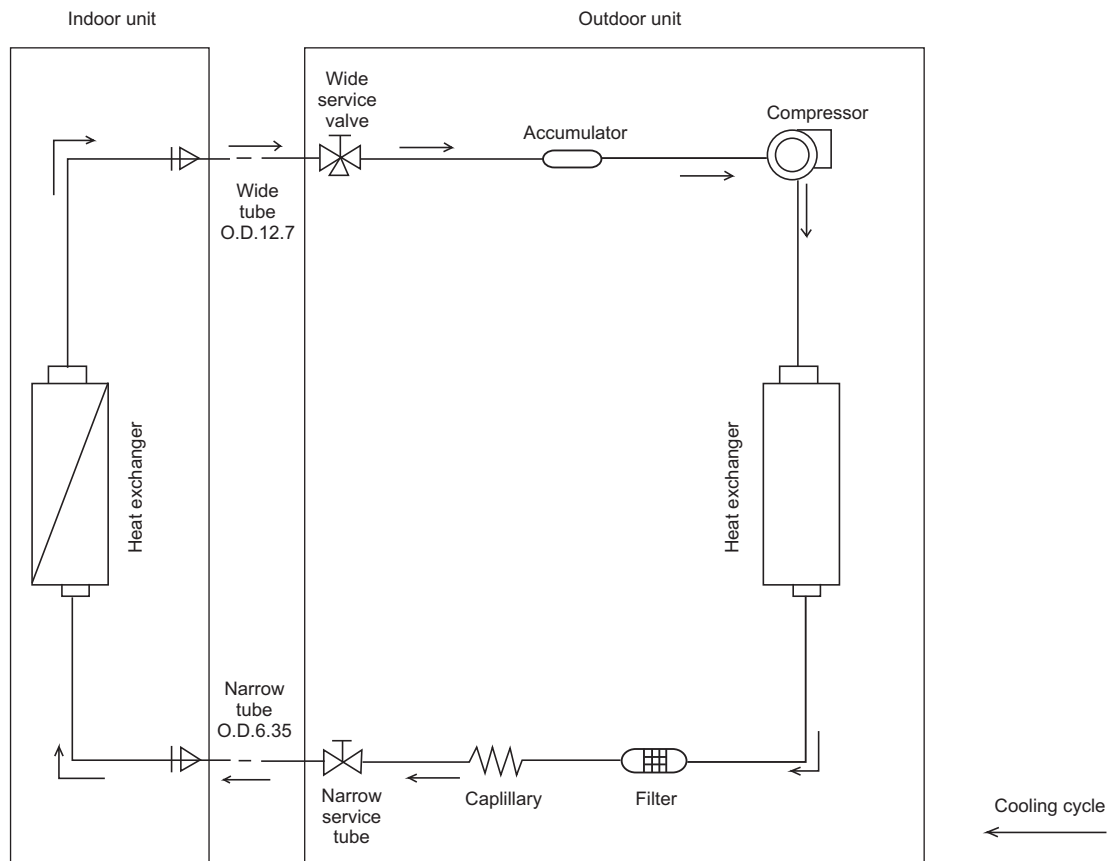 Indoor unit
Outdoor unit
Wide
service
valve
Accumulator
Compressor
Wide
tube
O.D.12.7
Heat exchanger
Heat exchanger
Narrow
tube
O.D.6.35
Narrow
service
tube
Caplillary
Filter
Cooling cycle